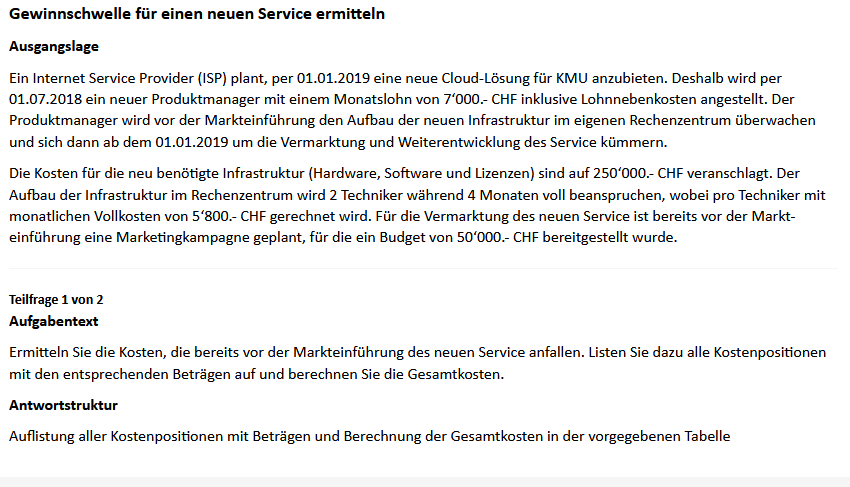 Gewinnschwelle für einen neuen Service ermitteln
Ausgangslage
Ein Internet Service Provider (ISP) plant, per 01.01.2019 eine neue Cloud-Lösung für KMU anzubieten. Deshalb wird per
01.07.2018 ein neuer Produktmanager mit einem Monatslohn von 7‘000.- CHF inklusive Lohnnebenkosten angestellt. Der
Produktmanager wird vor der Markteinführung den Aufbau der neuen Infrastruktur im eigenen Rechenzentrum überwachen
und sich dann ab dem 01.01.2019 um die Vermarktung und Weiterentwicklung des Service kümmern.
Die Kosten für die neu benötigte Infrastruktur (Hardware, Software und Lizenzen) sind auf 250‘000.- CHF veranschlagt. Der
Aufbau der Infrastruktur im Rechenzentrum wird 2 Techniker während 4 Monaten voll beanspruchen, wobei pro Techniker mit
monatlichen Vollkosten von 5‘800.- CHF gerechnet wird. Für die Vermarktung des neuen Service ist bereits vor der Markt-
einführung eine Marketingkampagne geplant, für die ein Budget von 50‘000.- CHF bereitgestellt wurde.
Teilfrage 1 von 2
Aufgabentext
Ermitteln Sie die Kosten, die bereits vor der Markteinführung des neuen Service anfallen. Listen Sie dazu alle Kostenpositionen
mit den entsprechenden Beträgen auf und berechnen Sie die Gesamtkosten.
Antwortstruktur
Auflistung aller Kostenpositionen mit Beträgen und Berechnung der Gesamtkosten in der vorgegebenen Tabelle